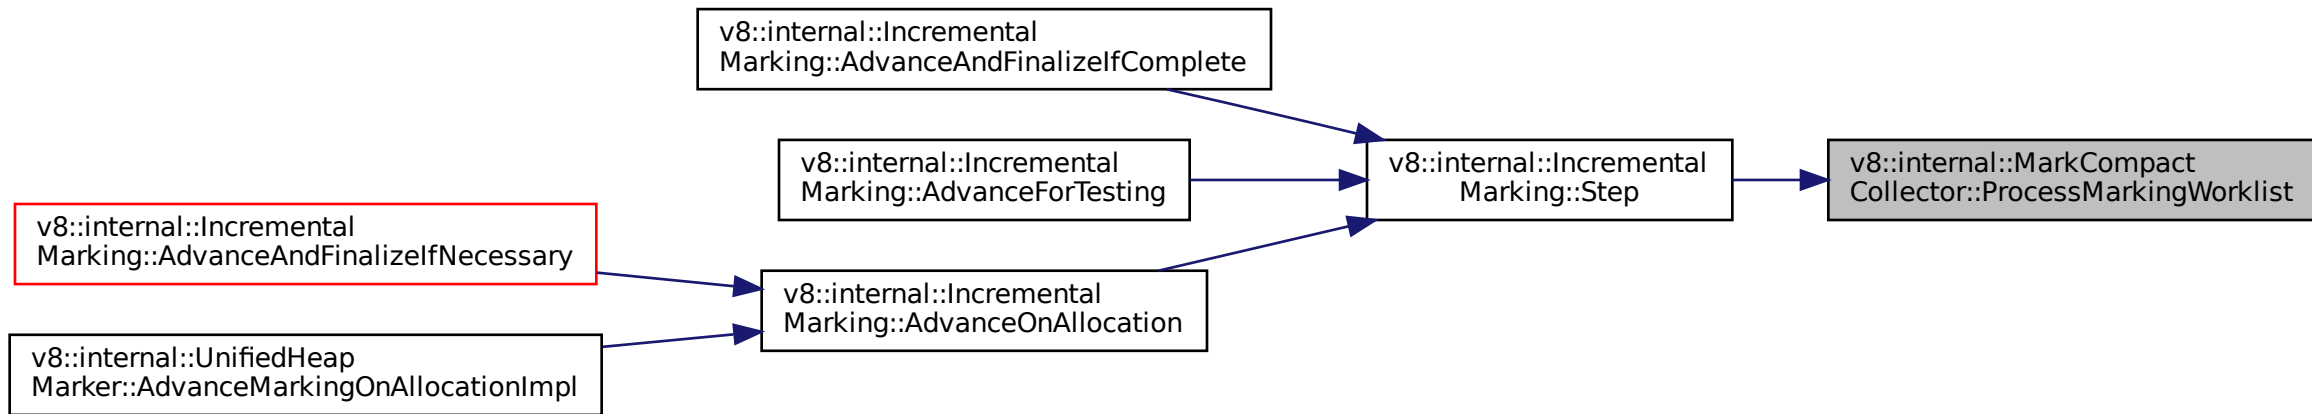 v8::internal::Incremental
Marking::AdvanceAndFinalizeIfComplete
v8::internal::Incremental
Marking::AdvanceForTesting
v8::internal::Incremental
Marking::Step
v8::internal::MarkCompact
Collector::ProcessMarkingWorklist
v8::internal::Incremental
Marking::AdvanceAndFinalizeIfNecessary
v8::internal::Incremental
Marking::AdvanceOnAllocation
v8::internal::UnifiedHeap
Marker::AdvanceMarkingOnAllocationImpl